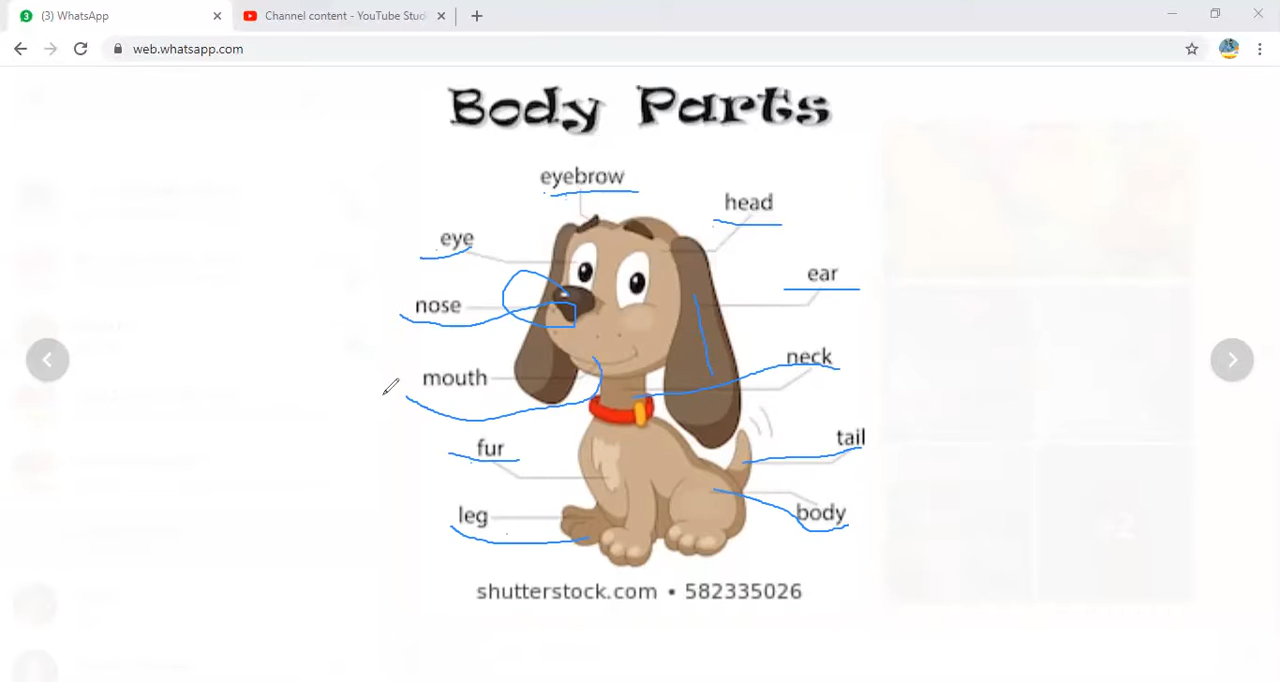 (3) WhatsApp
Channel content - YouTube Stud
web.whatsapp.com
Body Parts
eyebrow
head
eye
ear
nose
neck
mouth
tail
fur
body
leg
shutterstock.com • 582335026